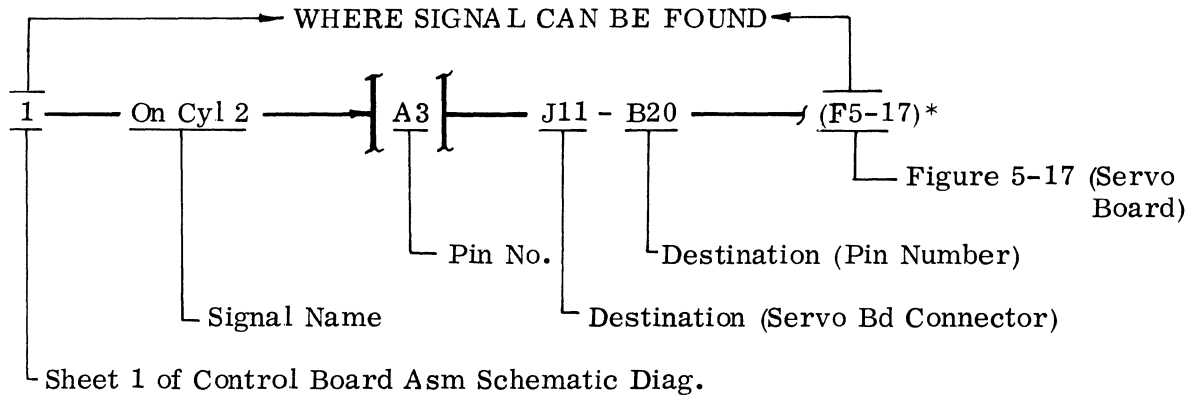 WHERE SIGNAL CAN BE FOUND
1 On Cyl 2 A3 J11 - B20 (F5-17)*
Figure 5-17 (Servo
Board)
Pin No. Destination (Pin Number)
Signal Name Destination (Servo Bd Connector)
Sheet 1 of Control Board Asm Schematic Diag.